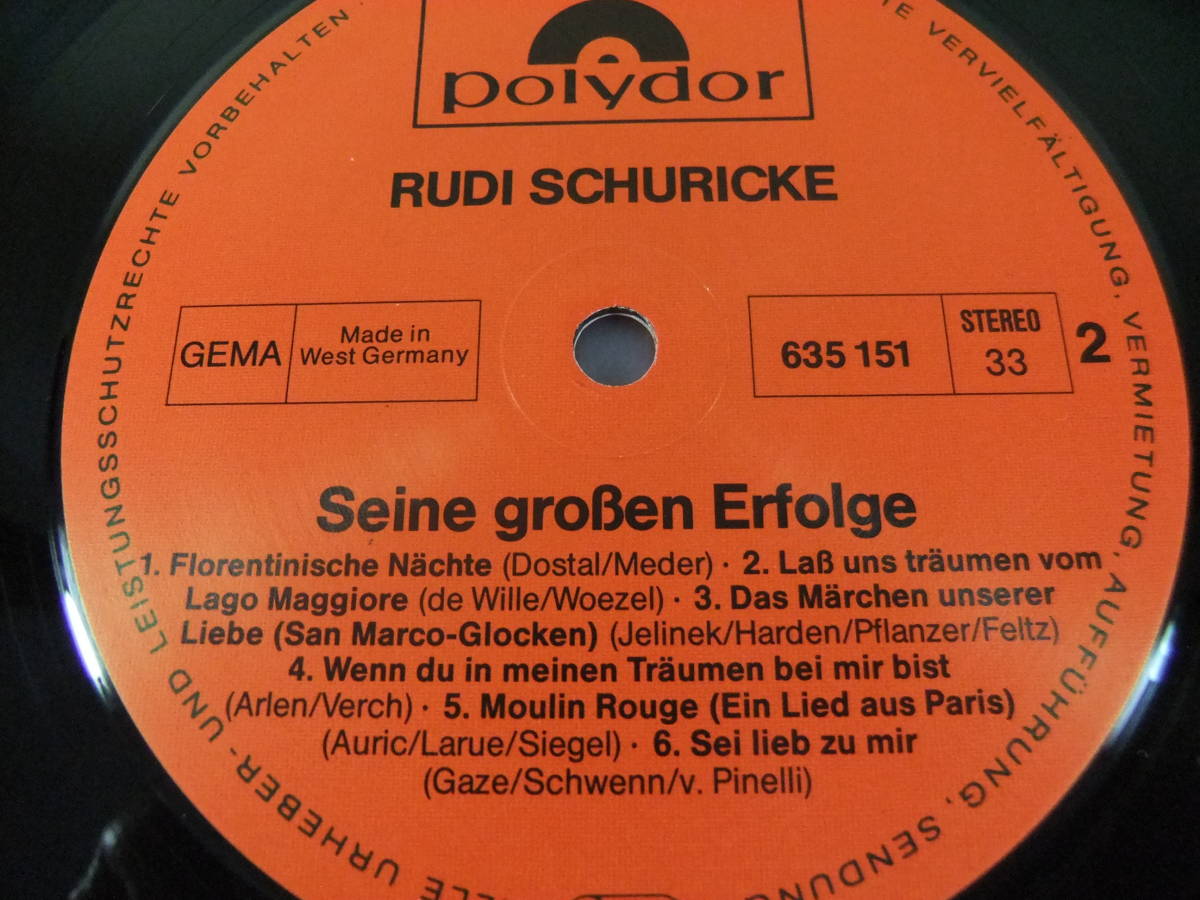 polydor
RUDI SCHURICKE
GEMA
Made in
West Germany
635 151
STEREO
33
2
Seine großen Erfolge
1. Florentinische Nächte (Dostal/Meder) · 2. Laß uns träumen vom
Lago Maggiore (de Wille/Woezel) · 3. Das Märchen unserer
Liebe (San Marco-Glocken) (Jelinek/Harden/Pflanzer/Feltz)
4. Wenn du in meinen Träumen bei mir bist
(Arlen/Verch) · 5. Moulin Rouge (Ein Lied aus Paris)
(Auric/Larue/Siegel) · 6. Sei lieb zu mir
(Gaze/Schwenn/v. Pinelli)
URHEBER- UND LEISTUNGSSCHUTZRECHTE VORBEHALTEN
VERVIELFÄLTIGUNG, VERMIETUNG, AUFFÜHRUNG, SENDUNG